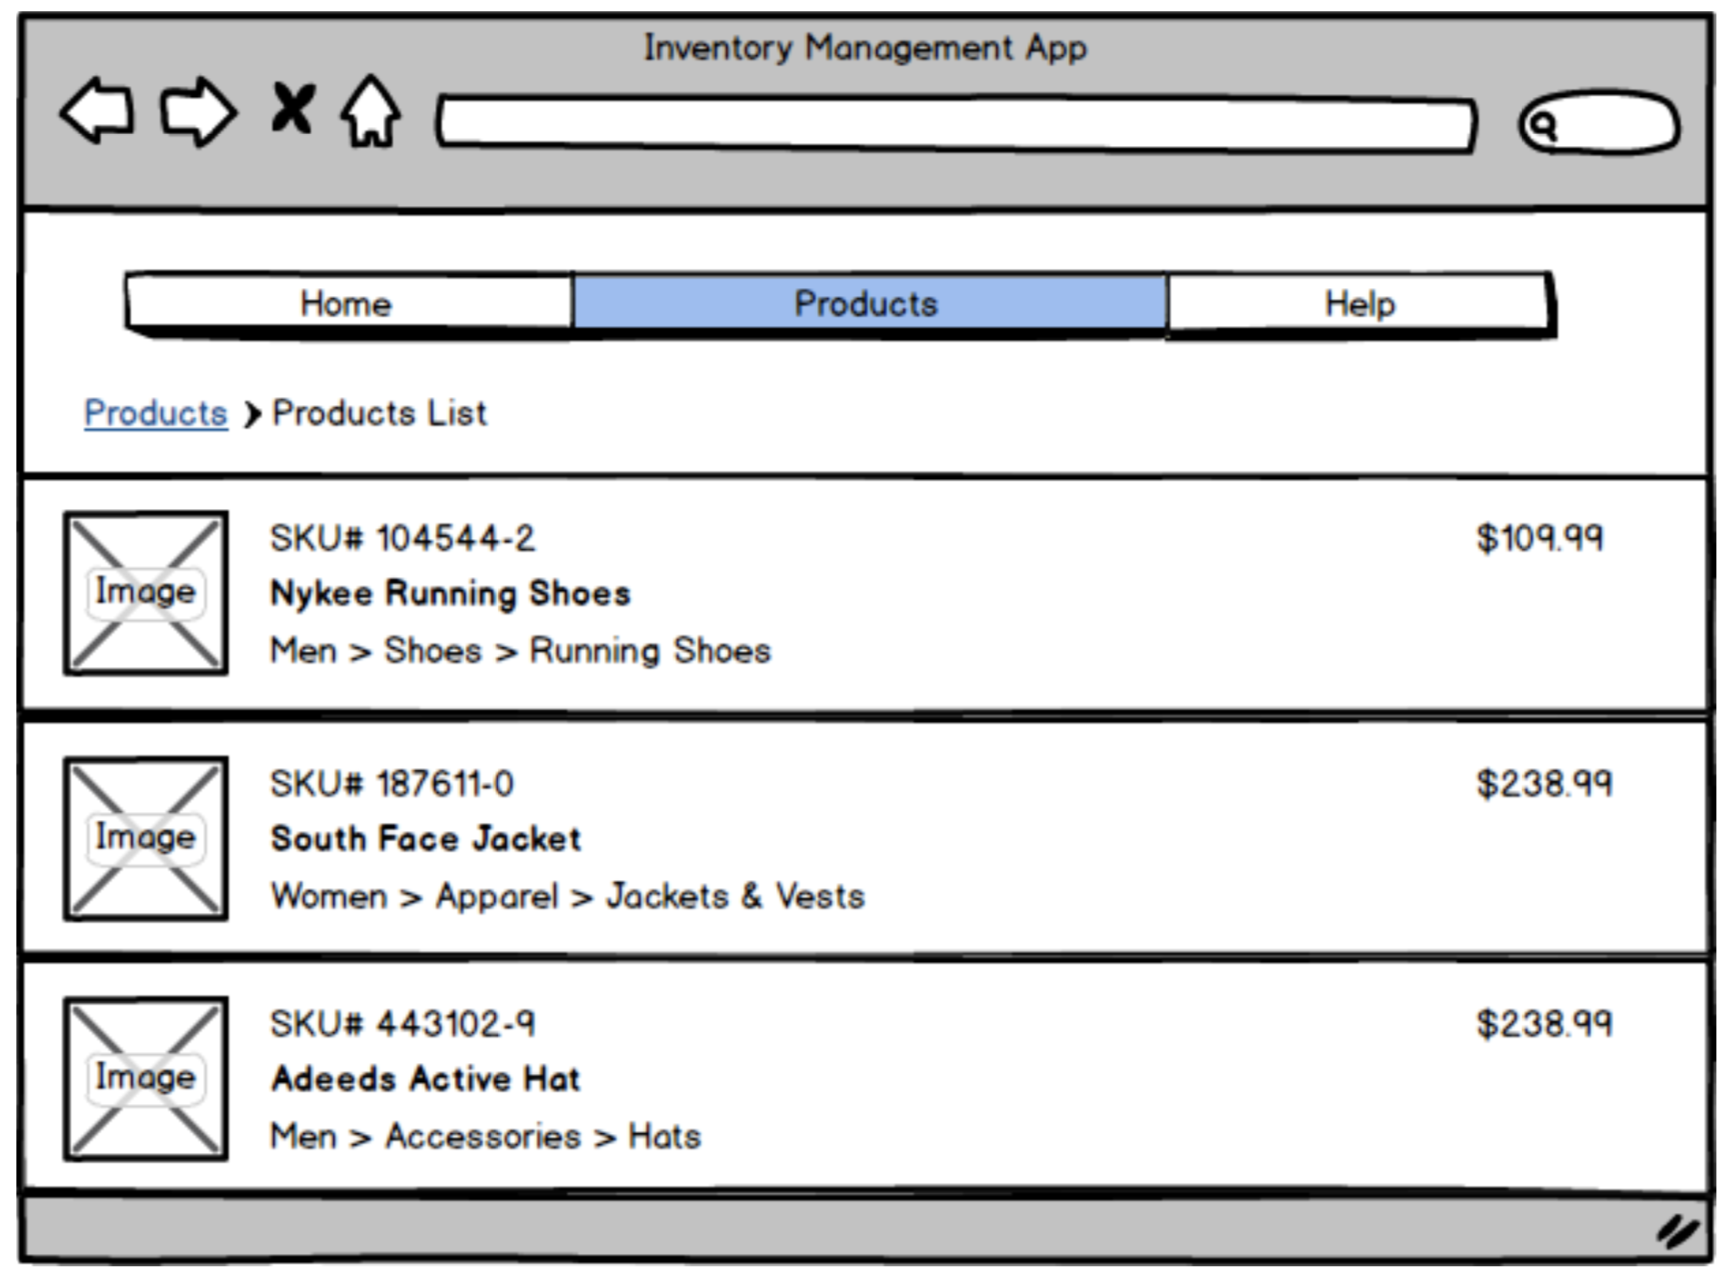 Inventory Management App
Home Products Help
Products > Products List
SKU# 104544-2 $109.99
Image
Nykee Running Shoes
Men > Shoes > Running Shoes
SKU# 187611-0 $238.99
Image
South Face Jacket
Women > Apparel > Jackets & Vests
SKU# 443102-9 $238.99
Image
Adeeds Active Hat
Men > Accessories > Hats